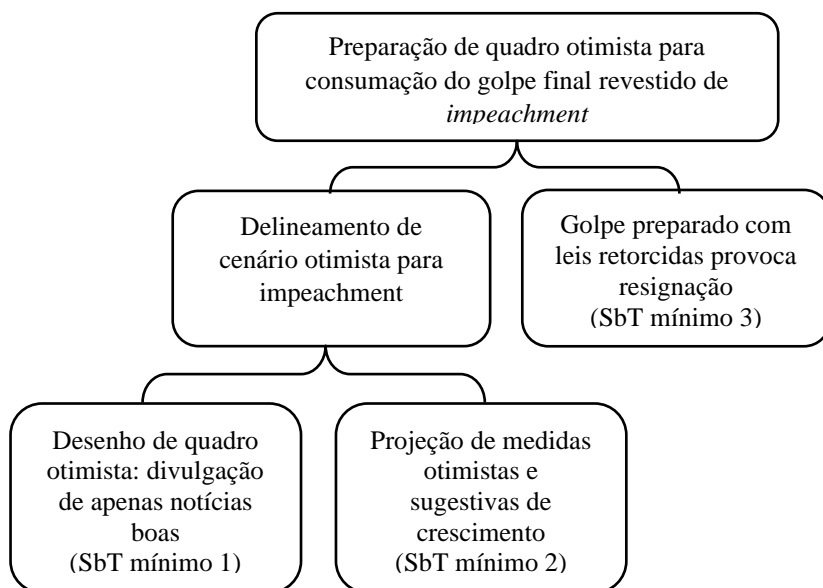 Preparação de quadro otimista para
consumação do golpe final revestido de
impeachment
Delineamento de
cenário otimista para
impeachment
Golpe preparado com
leis retorcidas provoca
resignação
(SbT mínimo 3)
Desenho de quadro
otimista: divulgação
de apenas notícias
boas
(SbT mínimo 1)
Projeção de medidas
otimistas e
sugestivas de
crescimento
(SbT mínimo 2)